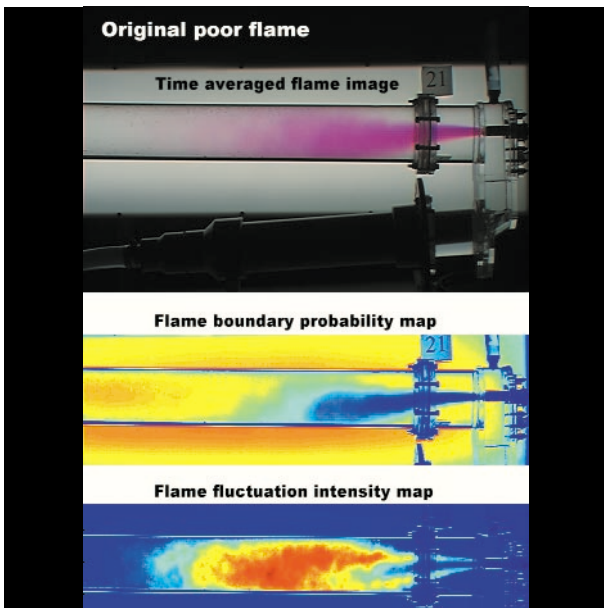 Original poor flame
Time averaged flame image
21
Flame boundary probability map
21
Flame fluctuation intensity map